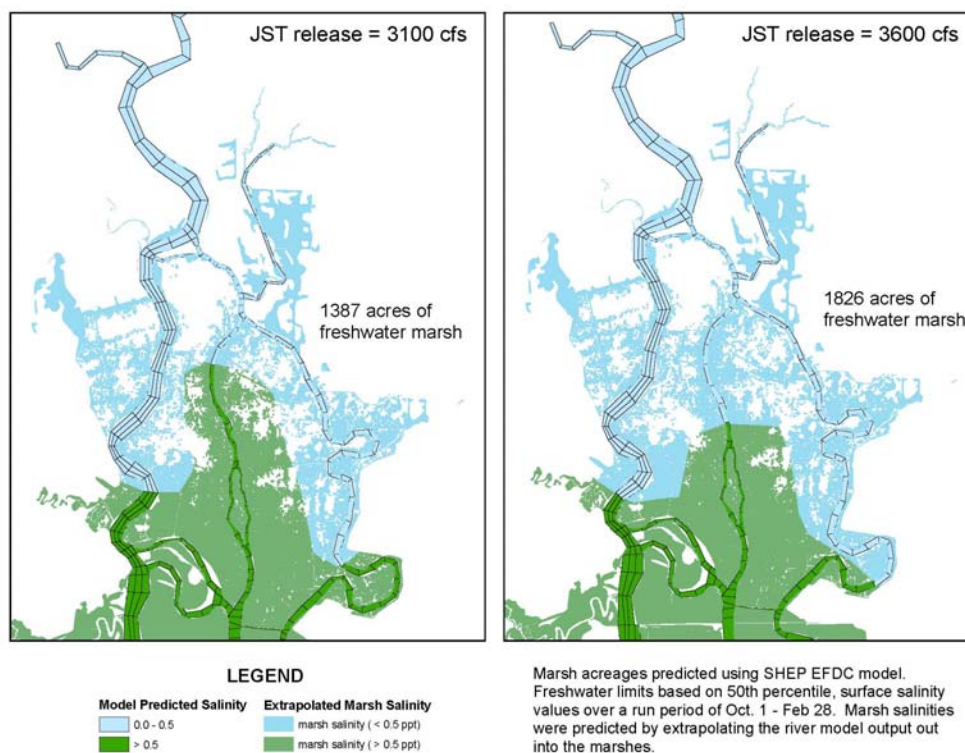 JST release = 3100 cfs
1387 acres of
freshwater marsh
JST release = 3600 cfs
1826 acres of
freshwater marsh
LEGEND
Model Predicted Salinity
0.0 - 0.5
> 0.5
Extrapolated Marsh Salinity
marsh salinity ( < 0.5 ppt)
marsh salinity ( > 0.5 ppt)
Marsh acreages predicted using SHEP EFDC model.
Freshwater limits based on 50th percentile, surface salinity
values over a run period of Oct. 1 - Feb 28. Marsh salinities
were predicted by extrapolating the river model output out
into the marshes.